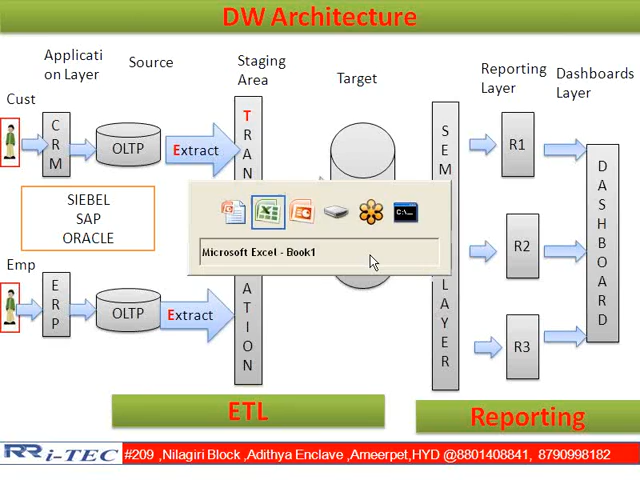 DW Architecture
Applicati
on Layer
Source
Staging
Area
Target
Reporting
Layer
Dashboards
Layer
Cust
C
R
M
OLTP
Extract
T
R
A
N
A
T
I
O
N
S
E
M
L
A
Y
E
R
R1
R2
R3
D
A
S
H
B
O
A
R
D
SIEBEL
SAP
ORACLE
C:\...
Microsoft Excel - Book1
Emp
E
R
P
OLTP
Extract
ETL
Reporting
RR i-TEC
#209 ,Nilagiri Block ,Adithya Enclave ,Ameerpet,HYD @8801408841, 8790998182